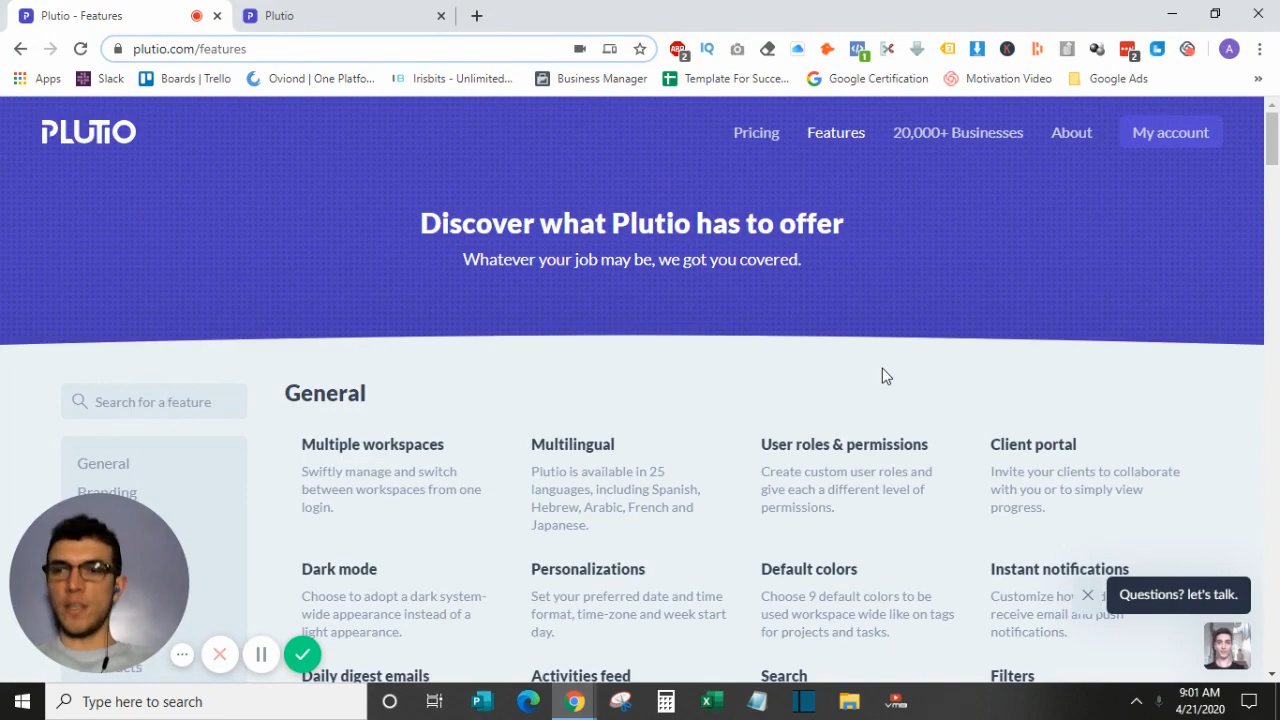 Plutio - Features
Plutio
plutio.com/features
2
1
2
A
Apps
Slack
Boards | Trello
Oviond | One Platfo...
Irisbits - Unlimited...
Business Manager
Template For Succe...
Google Certification
Motivation Video
Google Ads
»
PLUTIO
Pricing
Features
20,000+ Businesses
About
My account
Discover what Plutio has to offer
Whatever your job may be, we got you covered.
Search for a feature
General
Branding
General
Multiple workspaces
Swiftly manage and switch
between workspaces from one
login.
Multilingual
Plutio is available in 25
languages, including Spanish,
Hebrew, Arabic, French and
Japanese.
User roles & permissions
Create custom user roles and
give each a different level of
permissions.
Client portal
Invite your clients to collaborate
with you or to simply view
progress.
Dark mode
Choose to adopt a dark system-
wide appearance instead of a
light appearance.
Personalizations
Set your preferred date and time
format, time-zone and week start
day.
Default colors
Choose 9 default colors to be
used workspace wide like on tags
for projects and tasks.
Instant notifications
Customize
receive email and push
notifications.
Daily digest emails
Activities feed
Search
Filters
Questions? let's talk.
Type here to search
9:01 AM
4/21/2020